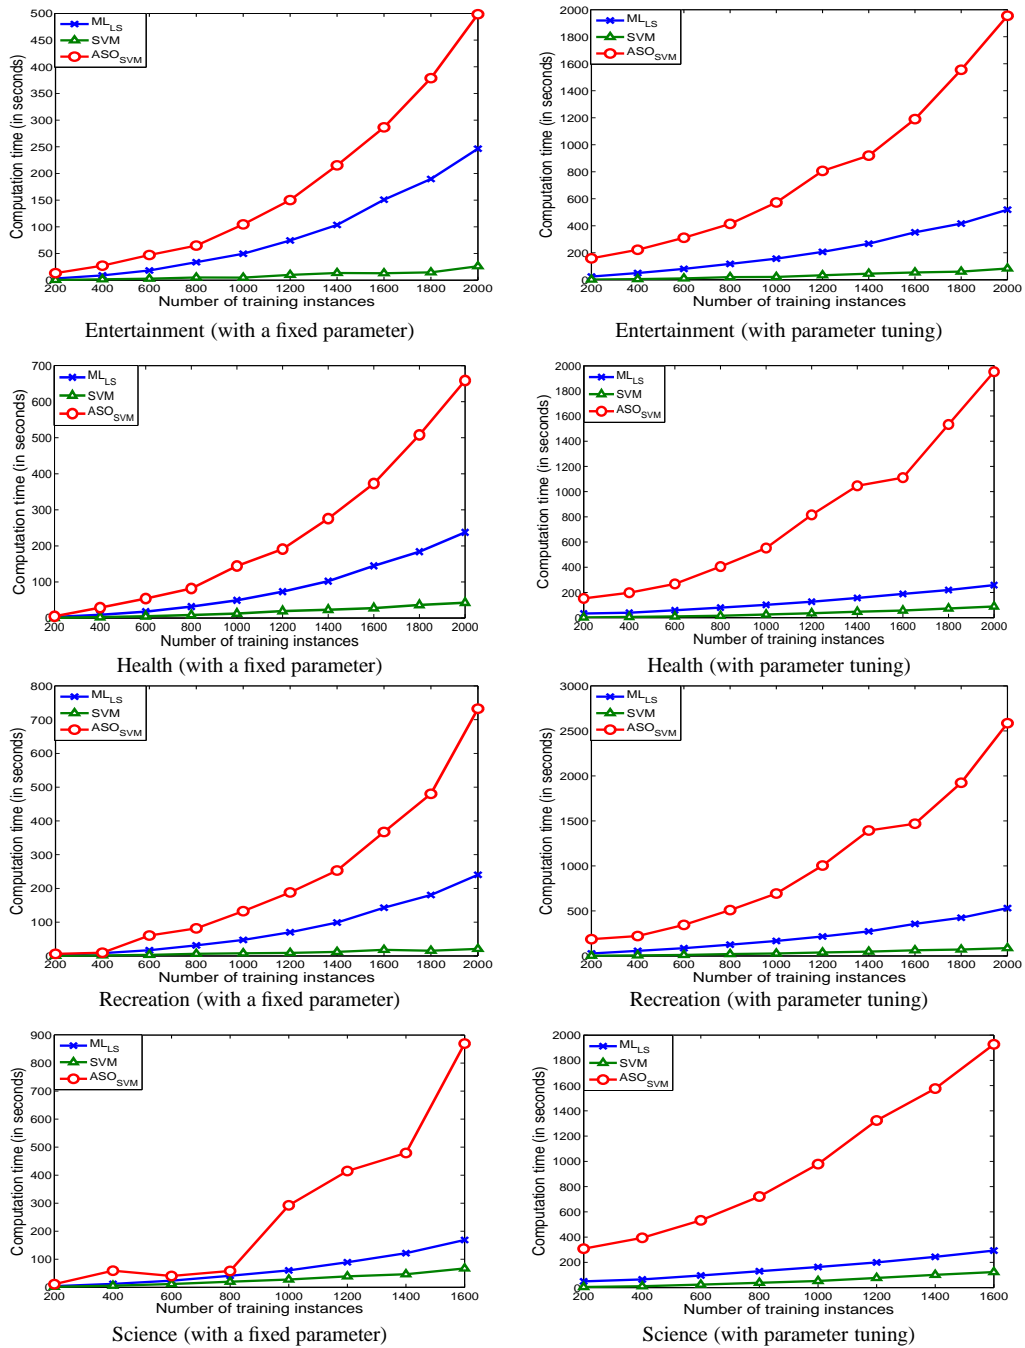 Computation time (in seconds)
500
450
400
350
300
250
200
150
100
50
0
ML_LS
SVM
ASO_SVM
200 400 600 800 1000 1200 1400 1600 1800 2000
Number of training instances
Entertainment (with a fixed parameter)
Computation time (in seconds)
2000
1800
1600
1400
1200
1000
800
600
400
200
0
ML_LS
SVM
ASO_SVM
200 400 600 800 1000 1200 1400 1600 1800 2000
Number of training instances
Entertainment (with parameter tuning)
Computation time (in seconds)
700
600
500
400
300
200
100
0
ML_LS
SVM
ASO_SVM
200 400 600 800 1000 1200 1400 1600 1800 2000
Number of training instances
Health (with a fixed parameter)
Computation time (in seconds)
2000
1800
1600
1400
1200
1000
800
600
400
200
0
ML_LS
SVM
ASO_SVM
200 400 600 800 1000 1200 1400 1600 1800 2000
Number of training instances
Health (with parameter tuning)
Computation time (in seconds)
800
700
600
500
400
300
200
100
0
ML_LS
SVM
ASO_SVM
200 400 600 800 1000 1200 1400 1600 1800 2000
Number of training instances
Recreation (with a fixed parameter)
Computation time (in seconds)
3000
2500
2000
1500
1000
500
0
ML_LS
SVM
ASO_SVM
200 400 600 800 1000 1200 1400 1600 1800 2000
Number of training instances
Recreation (with parameter tuning)
Computation time (in seconds)
900
800
700
600
500
400
300
200
100
0
ML_LS
SVM
ASO_SVM
200 400 600 800 1000 1200 1400 1600
Number of training instances
Science (with a fixed parameter)
Computation time (in seconds)
2000
1800
1600
1400
1200
1000
800
600
400
200
0
ML_LS
SVM
ASO_SVM
200 400 600 800 1000 1200 1400 1600
Number of training instances
Science (with parameter tuning)